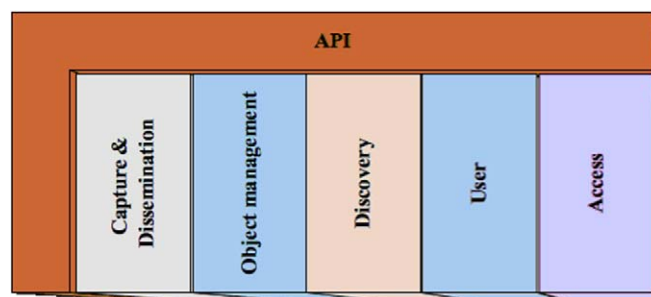 API
Capture &
Dissemination
Object management
Discovery
User
Access